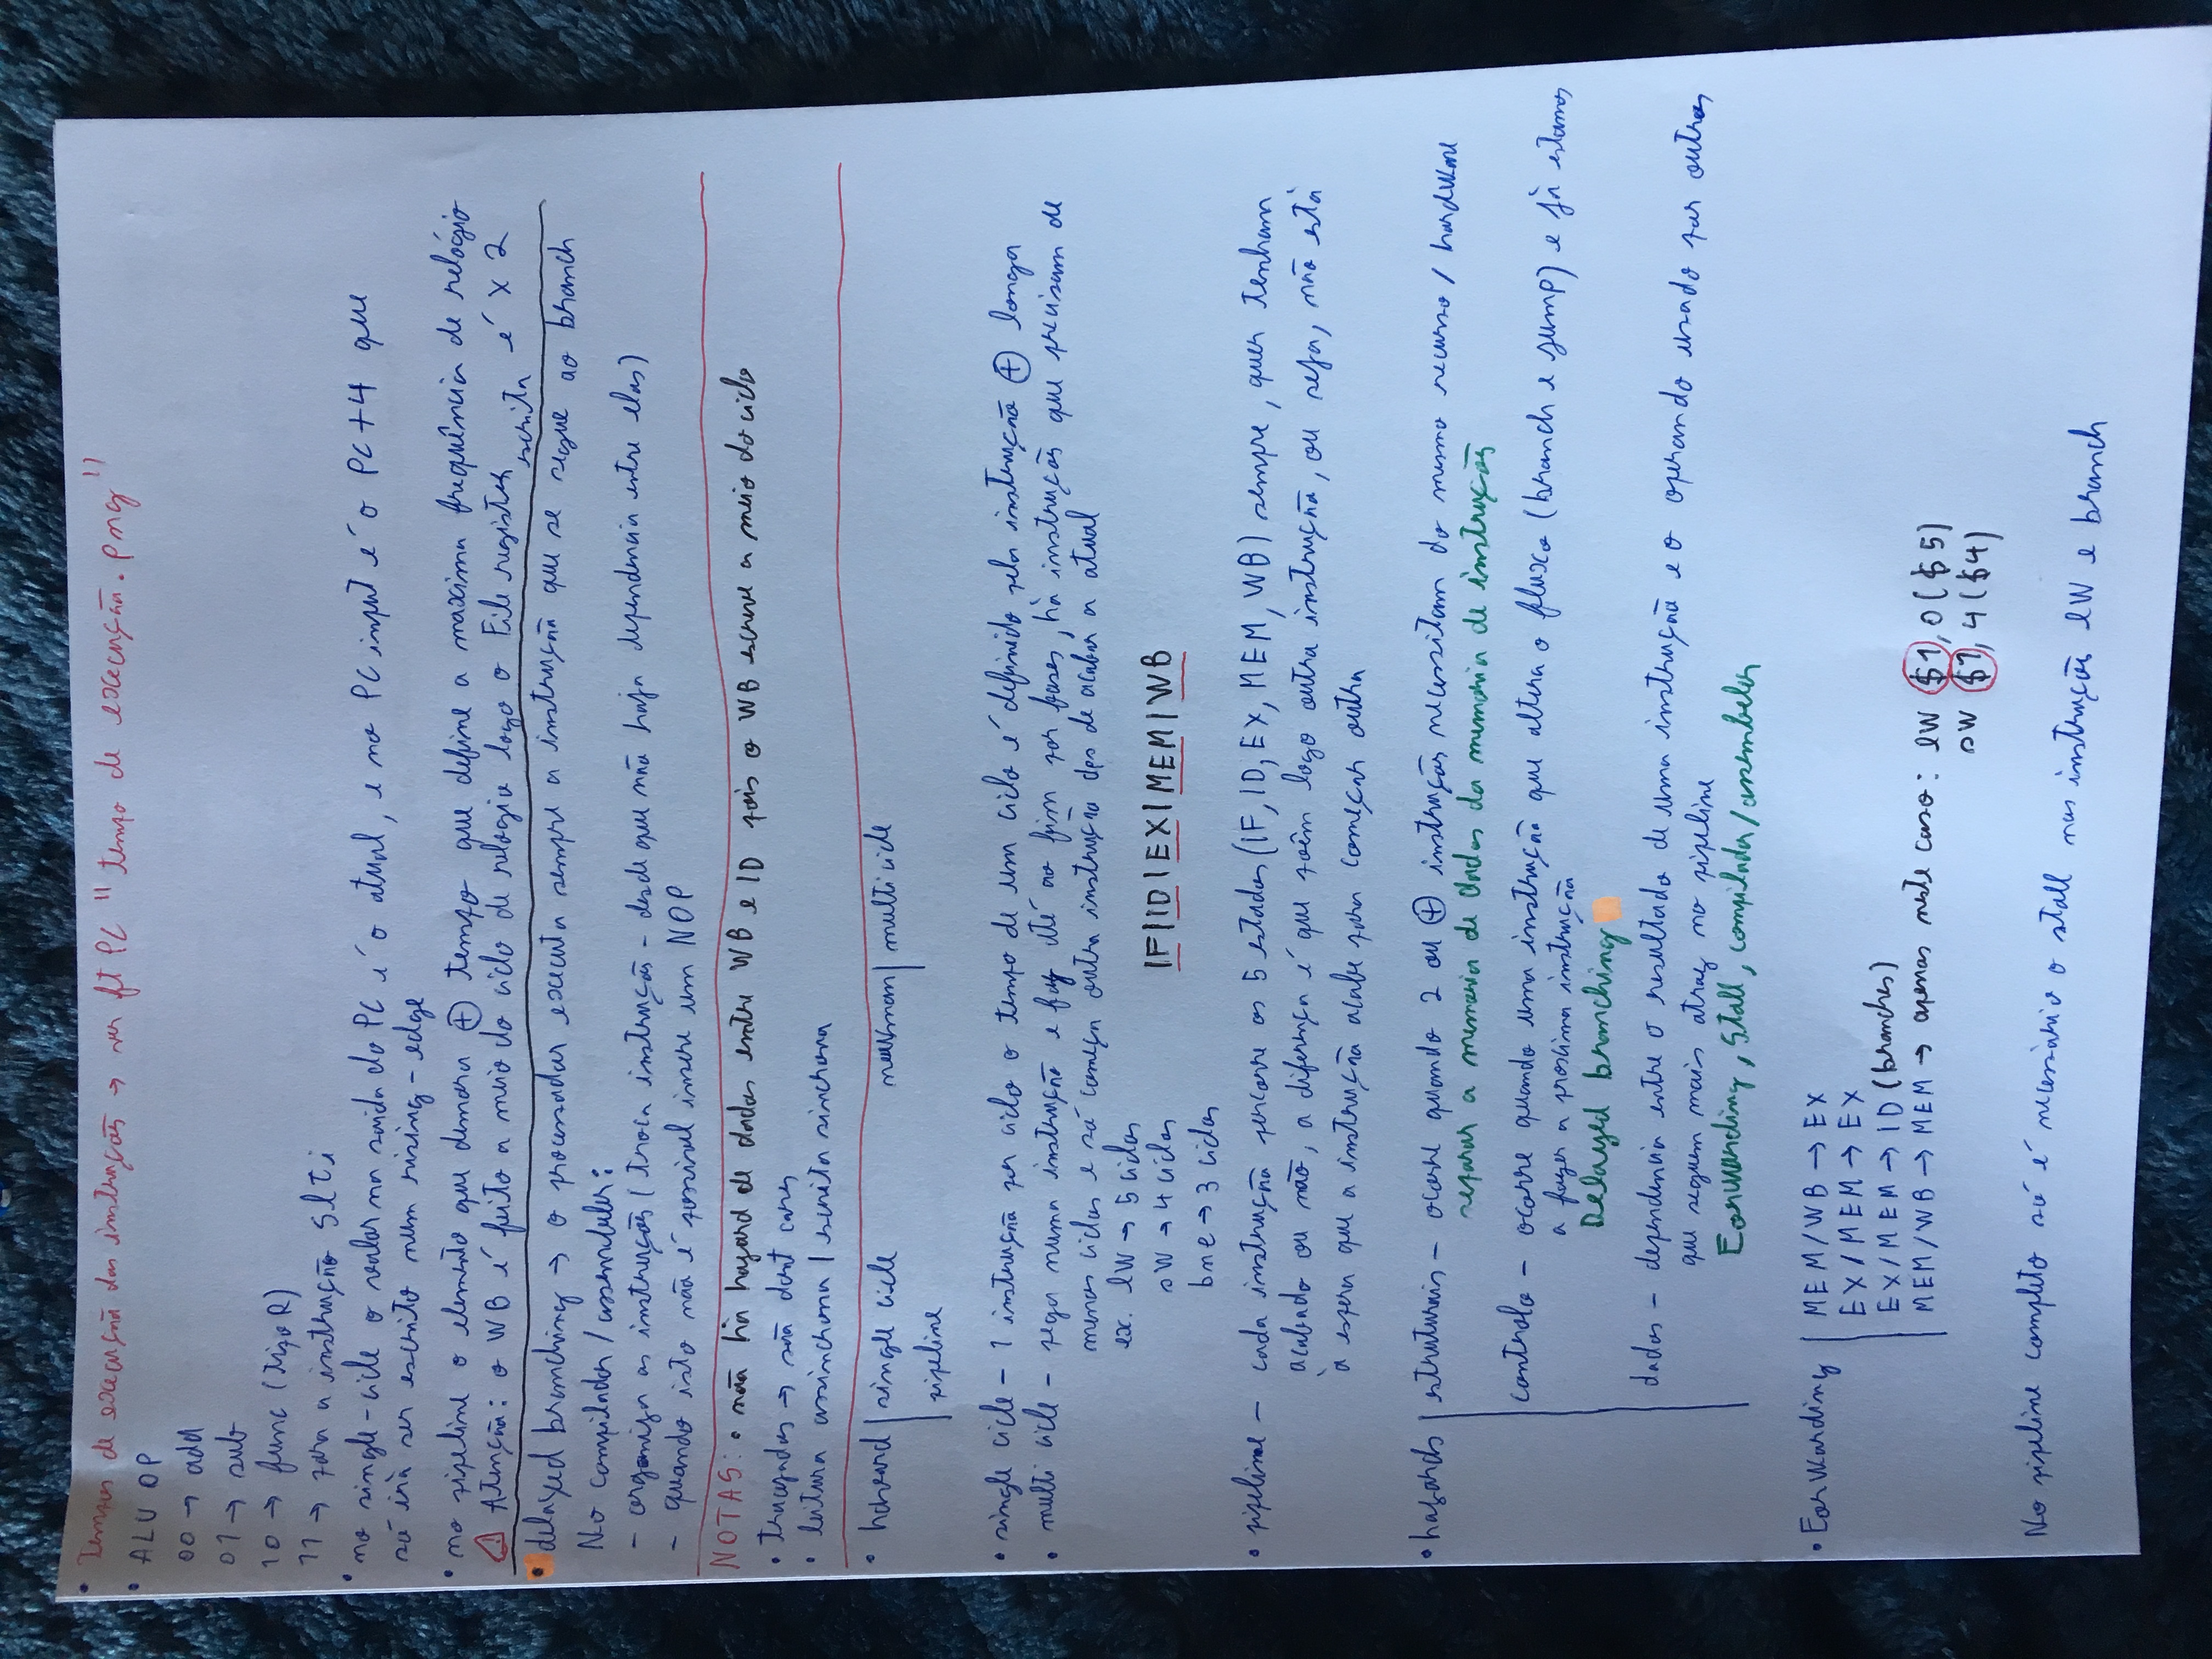 • Tempos de execução das instruções → ver ft PC "tempo de execução.png"
• ALU OP
00 → add
01 → sub
10 → func (tipo R)
11 → para a instrução slti
• no single-cicle o valor na saida do PC é o atual, e no PC input é o PC+4 que
só irà ser escrito num rising-edge
• no pipeline o elemento que demora ⊕ tempo que define a maxima frequência de relógio
⚠ Atenção: o WB é feito a meio do ciclo de relogio logo o File register escrita é x 2
• delayed branching → o processador executa sempre a instrução que se segue ao branch
No compilador/assembeler:
- organiza as instruções (troca instruções - desde que não haja dependencia entre elas)
- quando isto não é possivel insere um NOP
NOTAS: • não hà hazard de dados entre WB e ID pois o WB escreve a meio do ciclo
• tracejados → são dont cares
• leitura assincrona | escrita sincrona
• havard | single cicle newman | multi cicle
pipeline
• single cicle - 1 instrução por ciclo o tempo de um ciclo é definido pela instrução ⊕ longa
• multi cicle - pega numa instrução e faz até ao fim por fases, hà instruções que precisam de
menos ciclos e só começa outra instrução dps de acabar a atual
ex. lw → 5 ciclos
sw → 4 ciclos
IF|ID|EX|MEM|WB
bne → 3 ciclos
• pipeline - cada instrução percorre os 5 estados (IF, ID, EX, MEM, WB) sempre, quer tenham
acabado ou não, a diferença é que poêm logo outra instrução, ou seja, não està
à espera que a instrução acabe para começar outra
• hazards | estruturais - ocorre quando 2 ou ⊕ instruções necessitam do mesmo recurso/hardware
separar a memoria de dados da memoria de instruções
controlo - ocorre quando uma instrução que altera o fluxo (branch e jump) e jà estamos
a fazer a proxima instrução
Delayed branching
dados - dependencia entre o resultado de uma instrução e o operando usado por outras
que seguem mais atraz no pipeline
Forwarding, Stall, compilador/assembeler
• Forwarding | MEM/WB → EX
EX/MEM → EX
EX/MEM → ID (branches)
MEM/WB → MEM → apenas neste caso: lw $1, 0($5)
sw $1, 4($4)
No pipeline completo só é necessàrio o stall nas instruções lw e branch